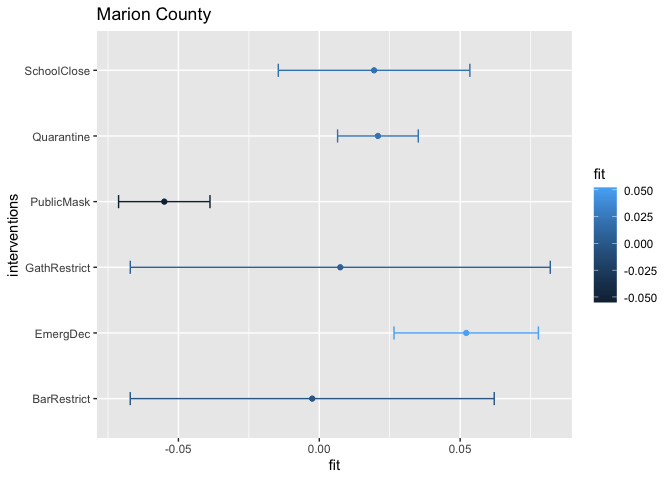 Marion County
SchoolClose
Quarantine
PublicMask
GathRestrict
EmergDec
BarRestrict
interventions
-0.05
0.00
0.05
fit
fit
0.050
0.025
0.000
-0.025
-0.050